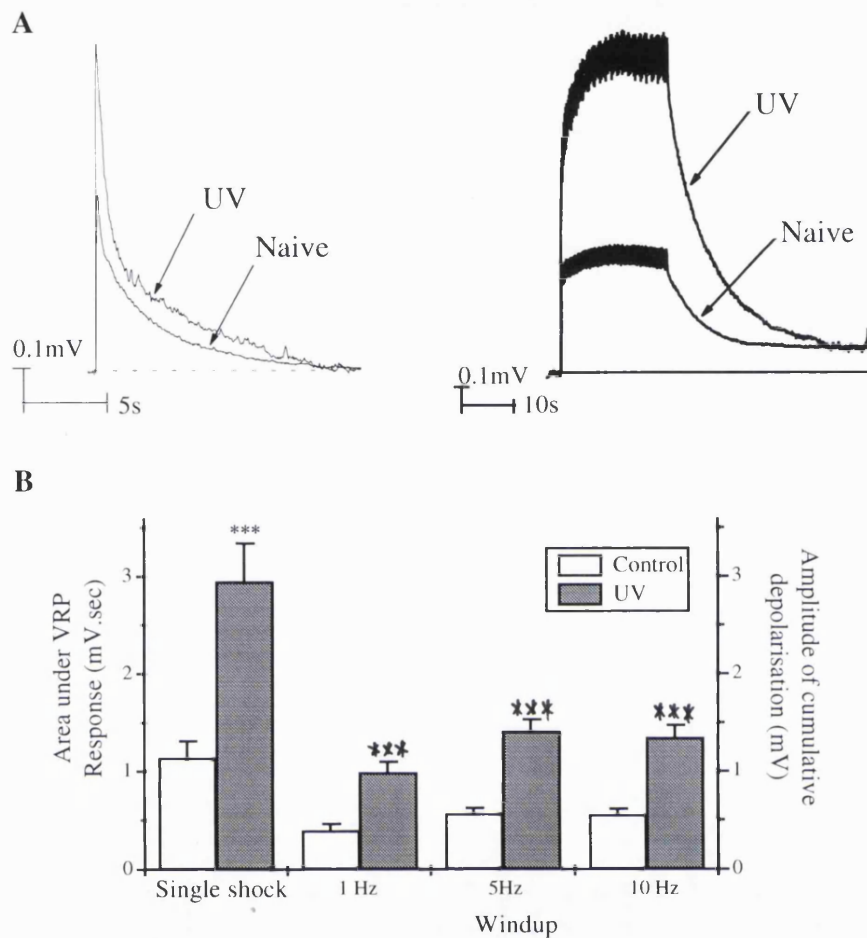 A
UV
Naive
0.1mV
5s
UV
Naive
0.1mV
10s
B
Area under VRP
Response (mV.sec)
3
2
1
0
***
***
***
***
Control
UV
3
2
1
0
Amplitude of cumulative
depolarisation (mV)
Single shock
1 Hz
5Hz
10 Hz
Windup